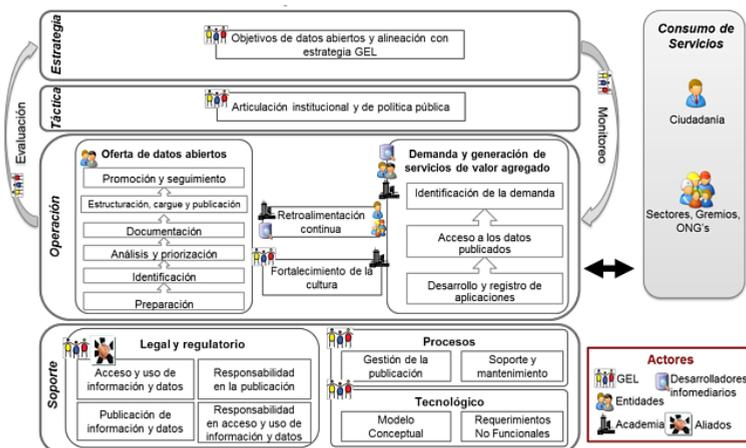 Estrategia
Objetivos de datos abiertos y alineación con
estrategia GEL
Táctica
Articulación institucional y de política pública
Evaluación
Monitoreo
Operación
Oferta de datos abiertos
Promoción y seguimiento
Estructuración, cargue y publicación
Documentación
Análisis y priorización
Identificación
Preparación
Retroalimentación
continua
Fortalecimiento de la
cultura
Demanda y generación de
servicios de valor agregado
Identificación de la demanda
Acceso a los datos
publicados
Desarrollo y registro de
aplicaciones
Consumo de
Servicios
Ciudadanía
Sectores, Gremios,
ONG's
Soporte
Legal y regulatorio
Acceso y uso de
información y datos
Responsabilidad
en la publicación
Publicación de
información y datos
Responsabilidad
en acceso y uso de
información y datos
Procesos
Gestión de la
publicación
Soporte y
mantenimiento
Tecnológico
Modelo
Conceptual
Requerimientos
No Funcionales
Actores
GEL
Desarrolladores
infomediarios
Entidades
Academia
Aliados